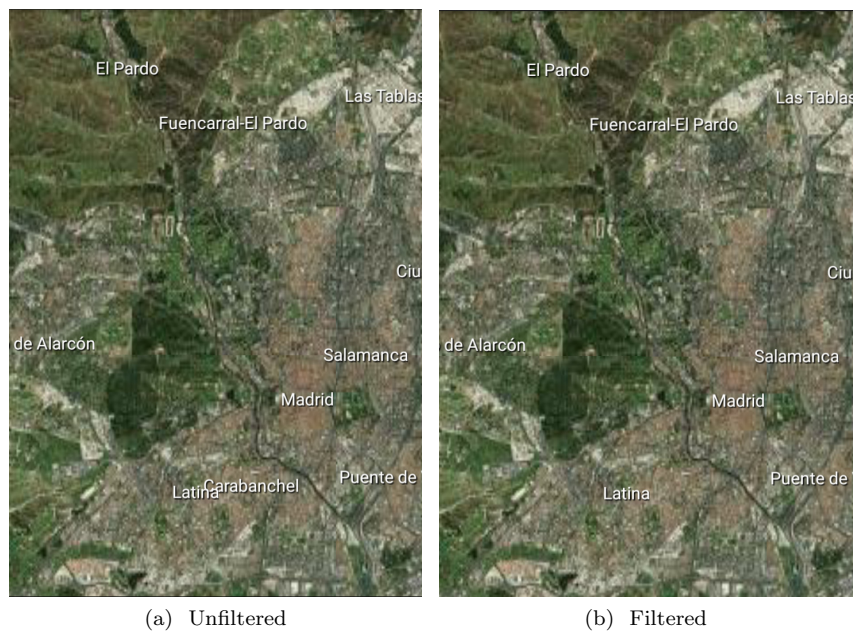 El Pardo
Las Tablas
Fuencarral-El Pardo
Ciu
de Alarcón
Salamanca
Madrid
Latina
Carabanchel
Puente de
(a) Unfiltered
El Pardo
Las Tablas
Fuencarral-El Pardo
Ciu
de Alarcón
Salamanca
Madrid
Latina
Puente de
(b) Filtered